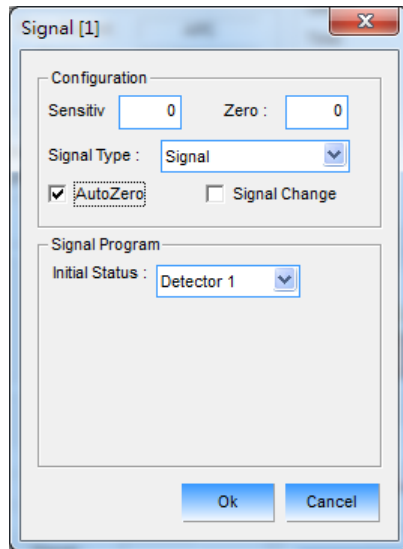 Signal [1]
Configuration
Sensitiv 0 Zero : 0
Signal Type : Signal
AutoZero Signal Change
Signal Program
Initial Status : Detector 1
Ok Cancel